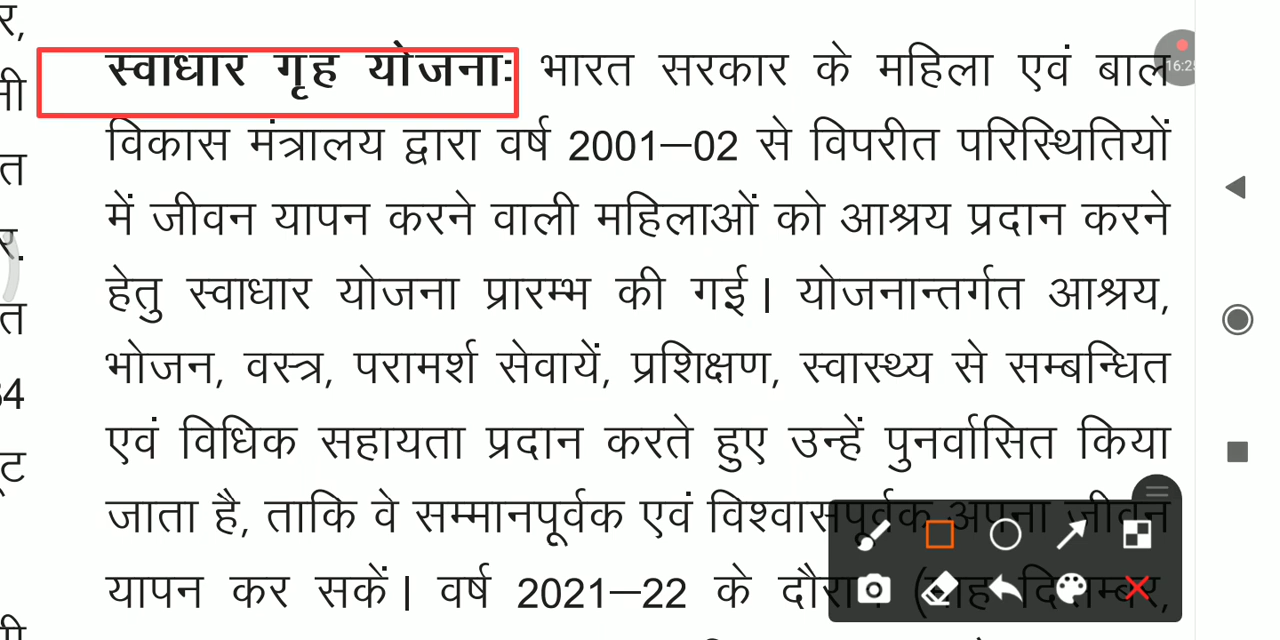 स्वाधार गृह योजना: भारत सरकार के महिला एवं बाल
विकास मंत्रालय द्वारा वर्ष 2001–02 से विपरीत परिस्थितियों
में जीवन यापन करने वाली महिलाओं को आश्रय प्रदान करने
हेतु स्वाधार योजना प्रारम्भ की गई। योजनान्तर्गत आश्रय,
भोजन, वस्त्र, परामर्श सेवायें, प्रशिक्षण, स्वास्थ्य से सम्बन्धित
एवं विधिक सहायता प्रदान करते हुए उन्हें पुनर्वासित किया
जाता है, ताकि वे सम्मानपूर्वक एवं विश्वासपूर्वक अपना जीवन
यापन कर सकें। वर्ष 2021–22 के दौरान (माह दिसम्बर,